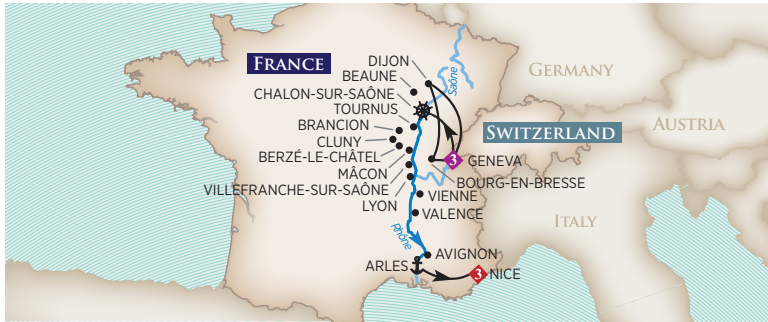 FRANCE
DIJON
BEAUNE
CHALON-SUR-SAÔNE
TOURNUS
BRANCION
CLUNY
BERZÉ-LE-CHÂTEL
MÂCON
VILLEFRANCHE-SUR-SAÔNE
LYON
Saône
GERMANY
AUSTRIA
SWITZERLAND
3
GENEVA
BOURG-EN-BRESSE
VIENNE
VALENCE
ITALY
Rhône
AVIGNON
ARLES
3
NICE